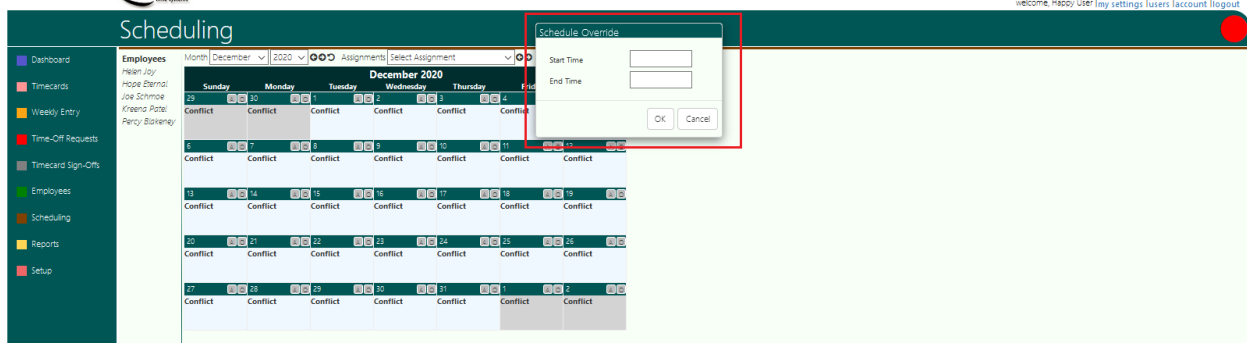 welcome, Happy User |my settings |users |account |logout
Scheduling
Dashboard
Timecards
Weekly Entry
Time-Off Requests
Timecard Sign-Offs
Employees
Scheduling
Reports
Setup
Employees
Helen Joy
Hope Eternal
Joe Schmoe
Kreena Patel
Percy Blakeney
Month December 2020 Assignments Select Assignment
December 2020
Sunday Monday Tuesday Wednesday Thursday Frid
29 30 1 2 3 4
Conflict Conflict Conflict Conflict Conflict Conflict
6 7 8 9 10 11 12
Conflict Conflict Conflict Conflict Conflict Conflict Conflict
13 14 15 16 17 18 19
Conflict Conflict Conflict Conflict Conflict Conflict Conflict
20 21 22 23 24 25 26
Conflict Conflict Conflict Conflict Conflict Conflict Conflict
27 28 29 30 31 1 2
Conflict Conflict Conflict Conflict Conflict Conflict Conflict
Schedule Override
Start Time
End Time
OK Cancel